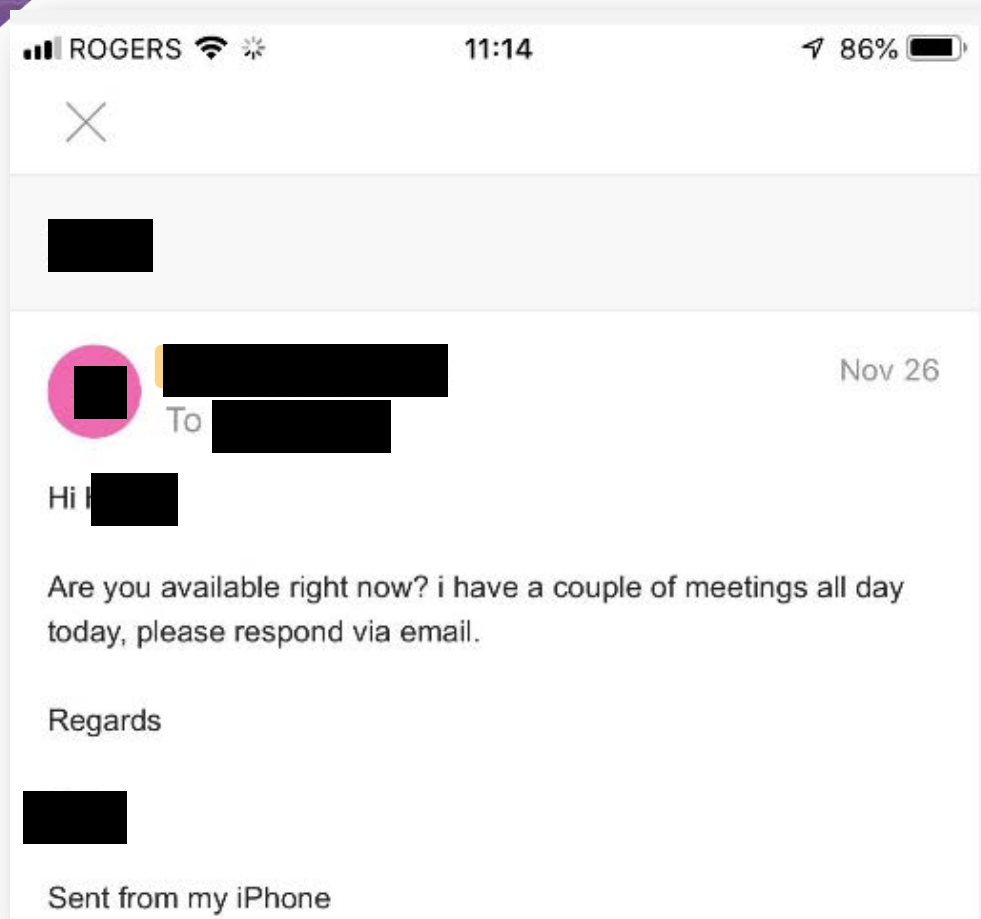 ROGERS 11:14 86%
Nov 26
To
Hi
Are you available right now? i have a couple of meetings all day
today, please respond via email.
Regards
Sent from my iPhone